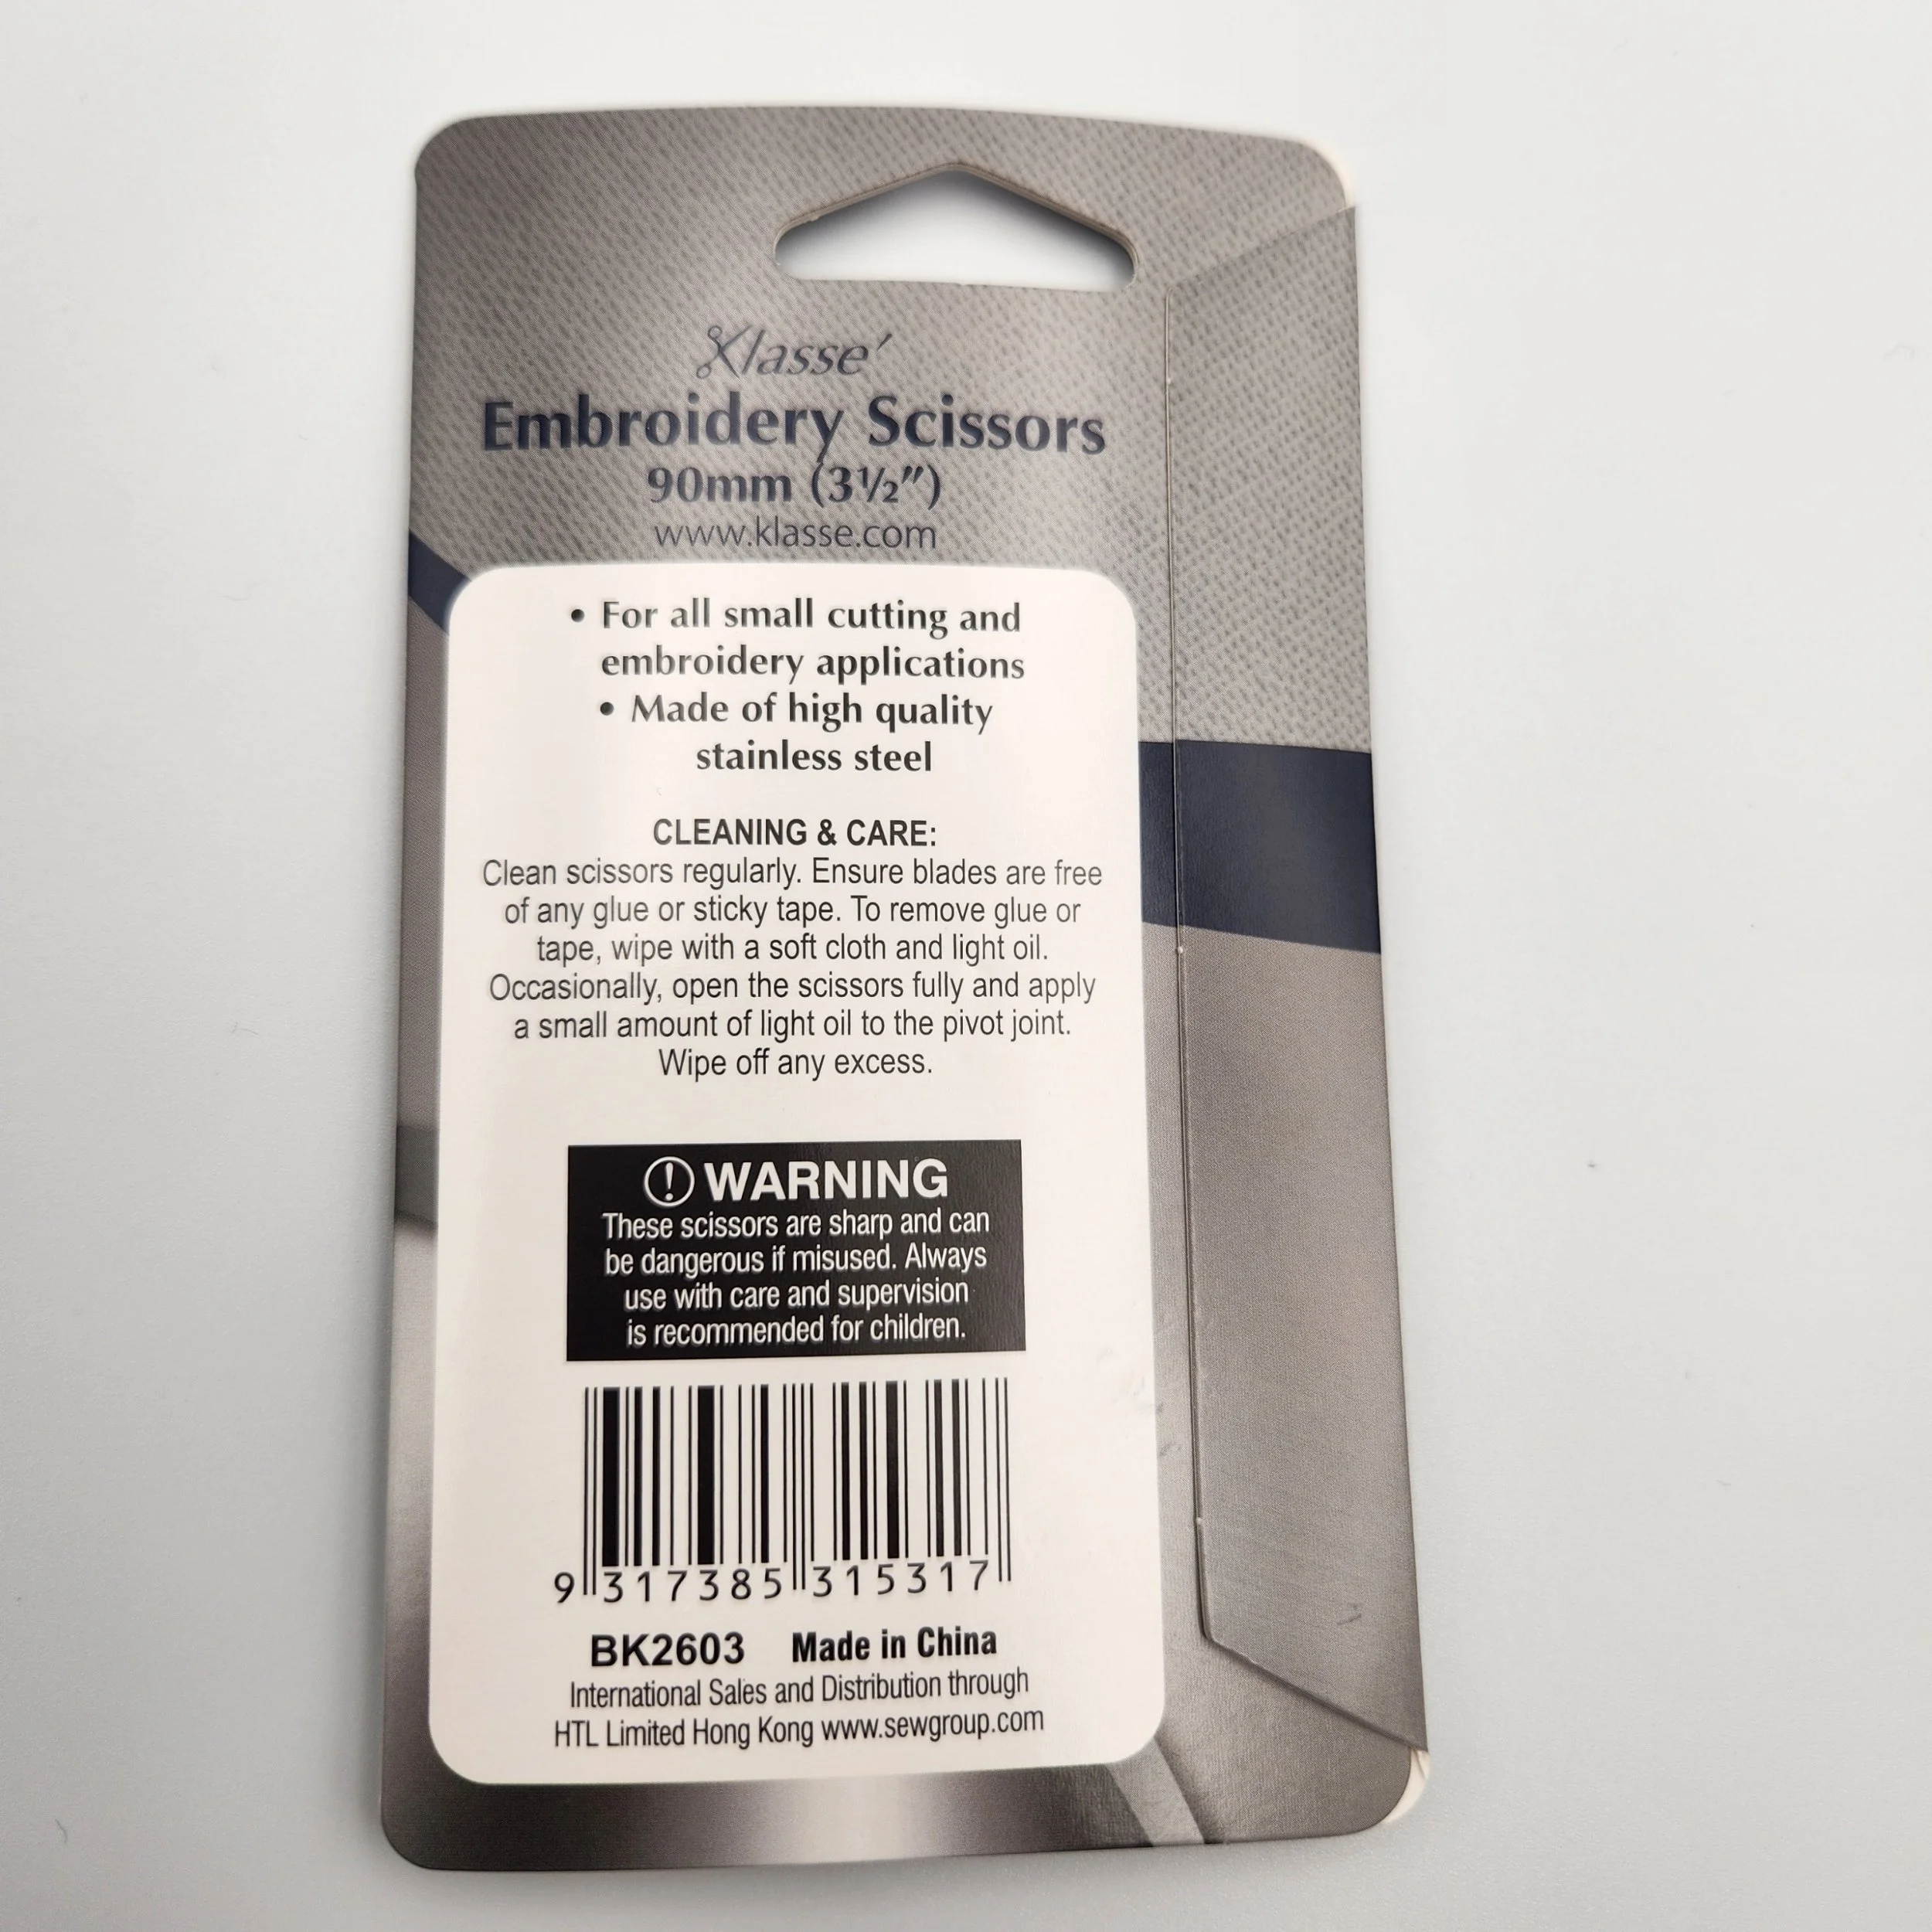 Klasse'
Embroidery Scissors
90mm (3½")
www.klasse.com
• For all small cutting and
embroidery applications
• Made of high quality
stainless steel
CLEANING & CARE:
Clean scissors regularly. Ensure blades are free
of any glue or sticky tape. To remove glue or
tape, wipe with a soft cloth and light oil.
Occasionally, open the scissors fully and apply
a small amount of light oil to the pivot joint.
Wipe off any excess.
WARNING
These scissors are sharp and can
be dangerous if misused. Always
use with care and supervision
is recommended for children.
9 317385 315317
BK2603 Made in China
International Sales and Distribution through
HTL Limited Hong Kong www.sewgroup.com